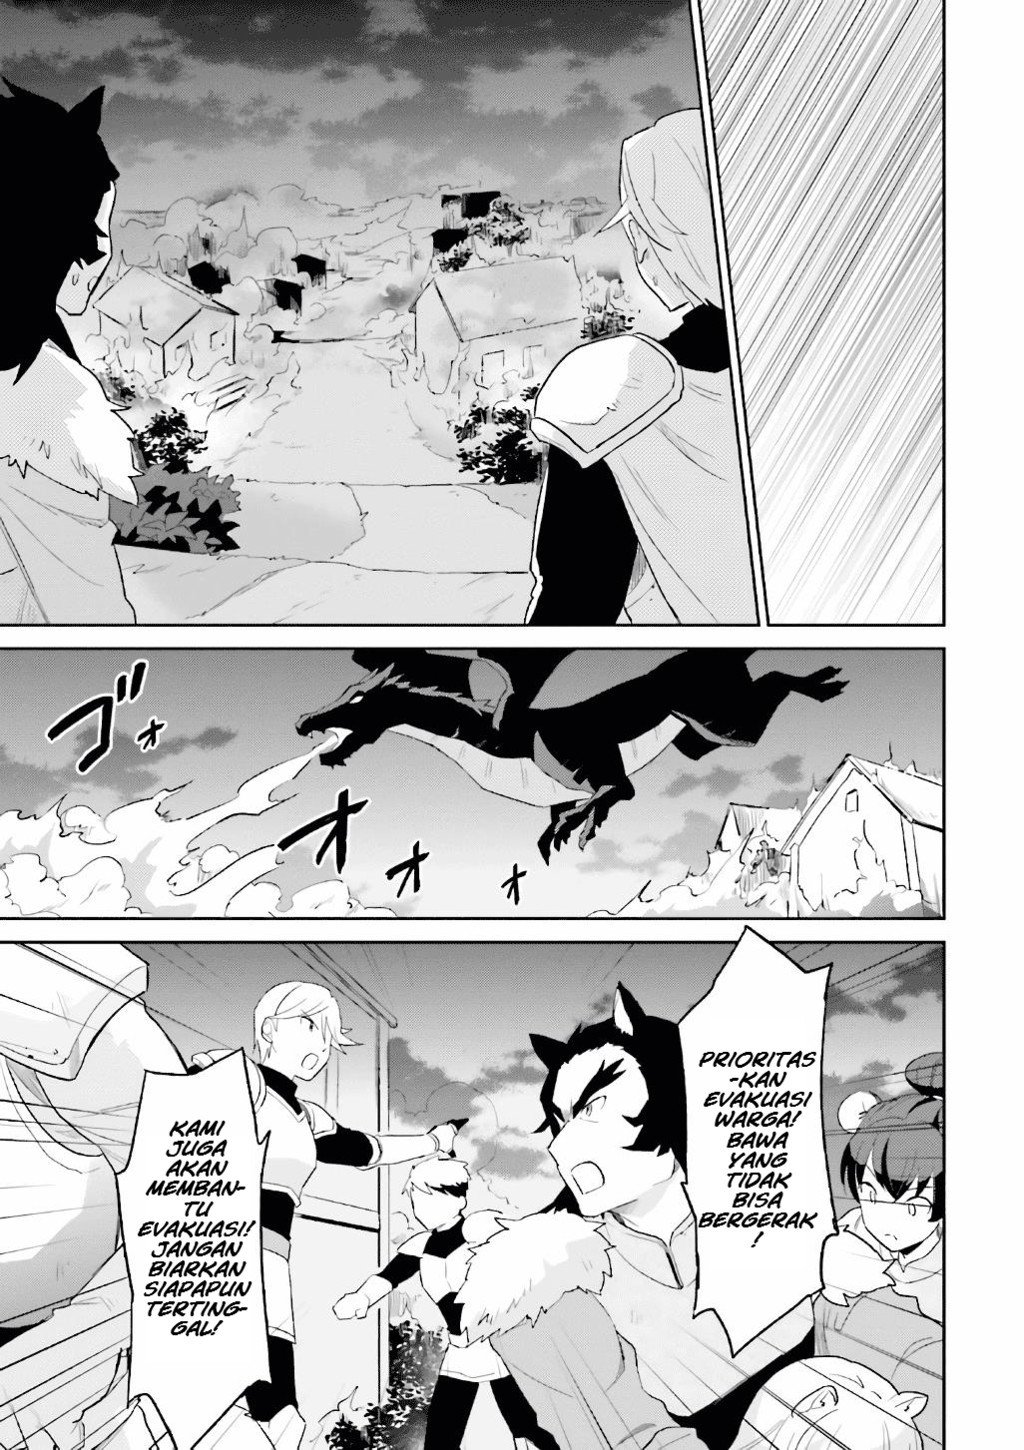 ゴォ
オォォ
PRIORITAS
-KAN
EVAKUASI
WARGA!
BAWA
YANG
TIDAK
BISA
BERGERAK
!
KAMI
JUGA
AKAN
MEMBAN-
TU
EVAKUASI!
JANGAN
BIARKAN
SIAPAPUN
TERTING-
GAL!